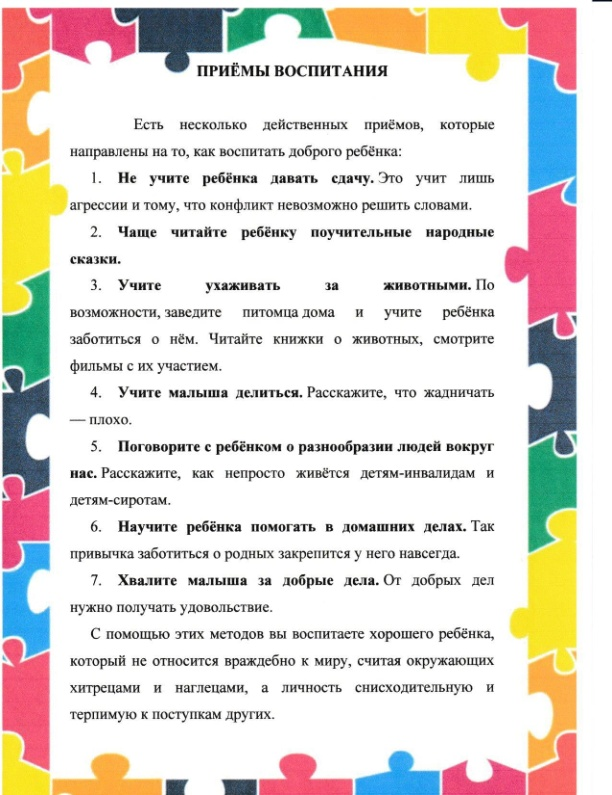 ПРИЁМЫ ВОСПИТАНИЯ
Есть несколько действенных приёмов, которые
направлены на то, как воспитать доброго ребёнка:
1. Не учите ребёнка давать сдачу. Это учит лишь
агрессии и тому, что конфликт невозможно решить словами.
2. Чаще читайте ребёнку поучительные народные
сказки.
3. Учите ухаживать за животными. По
возможности, заведите питомца дома и учите ребёнка
заботиться о нём. Читайте книжки о животных, смотрите
фильмы с их участием.
4. Учите малыша делиться. Расскажите, что жадничать
— плохо.
5. Поговорите с ребёнком о разнообразии людей вокруг
нас. Расскажите, как непросто живётся детям-инвалидам и
детям-сиротам.
6. Научите ребёнка помогать в домашних делах. Так
привычка заботиться о родных закрепится у него навсегда.
7. Хвалите малыша за добрые дела. От добрых дел
нужно получать удовольствие.
С помощью этих методов вы воспитаете хорошего ребёнка,
который не относится враждебно к миру, считая окружающих
хитрецами и наглецами, а личность снисходительную и
терпимую к поступкам других.